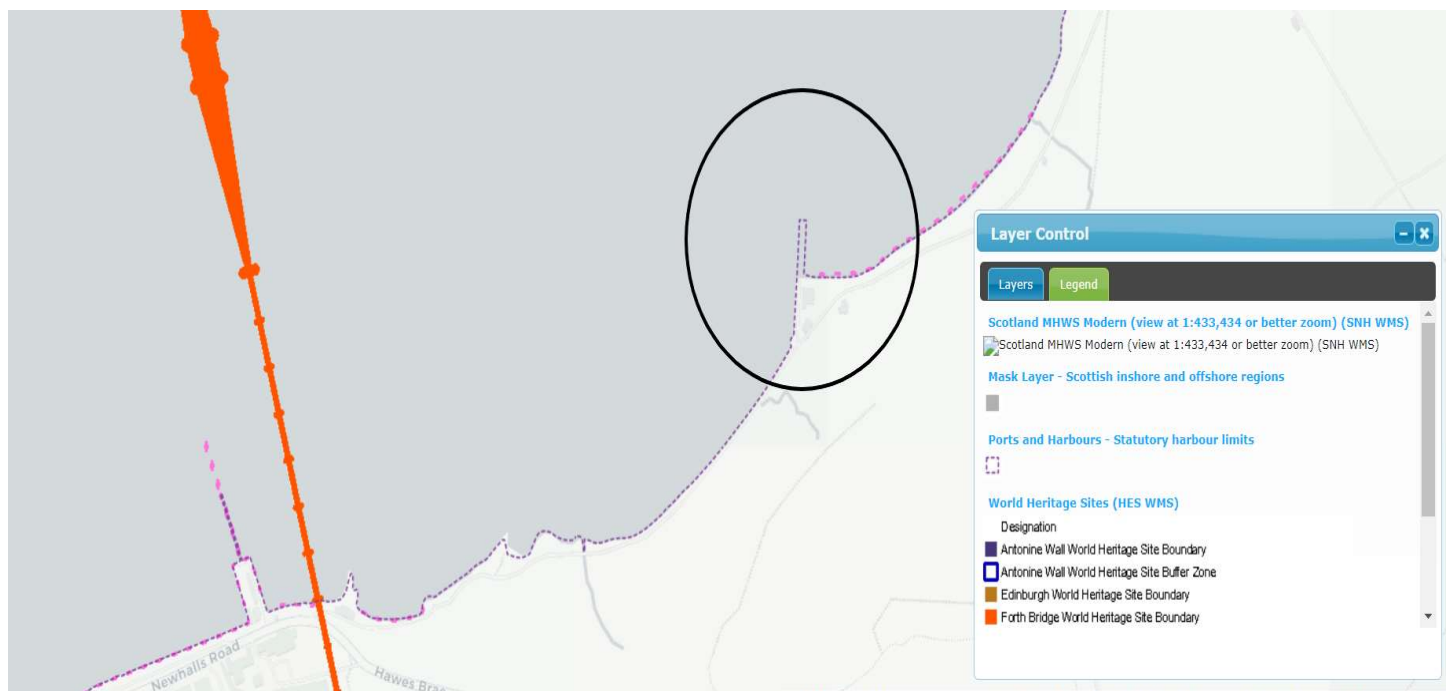 Layer Control
Layers Legend
Scotland MHWS Modern (view at 1:433,434 or better zoom) (SNH WMS)
Scotland MHWS Modern (view at 1:433,434 or better zoom) (SNH WMS)
Mask Layer - Scottish inshore and offshore regions
Ports and Harbours - Statutory harbour limits
World Heritage Sites (HES WMS)
Designation
Antonine Wall World Heritage Site Boundary
Antonine Wall World Heritage Site Buffer Zone
Edinburgh World Heritage Site Boundary
Forth Bridge World Heritage Site Boundary
Newhalls Road
Hawes